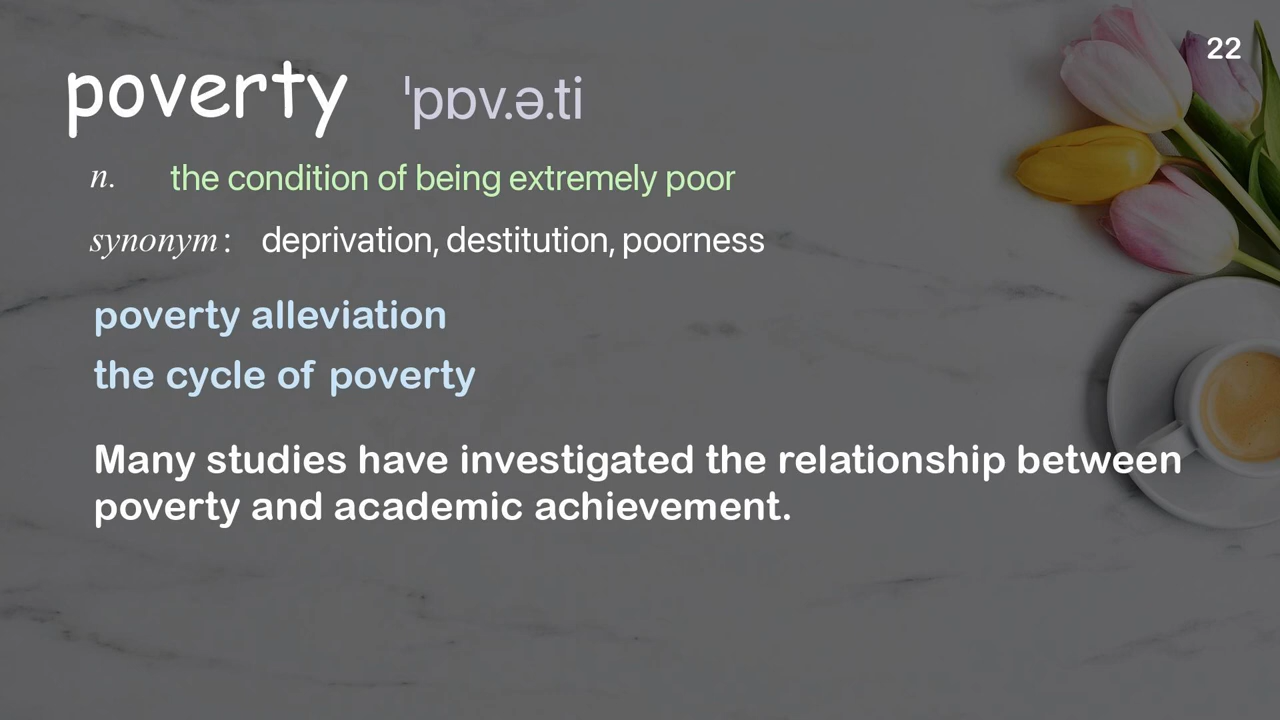 22
poverty ˈpɒv.ə.ti
n. the condition of being extremely poor
synonym: deprivation, destitution, poorness
poverty alleviation
the cycle of poverty
Many studies have investigated the relationship between
poverty and academic achievement.